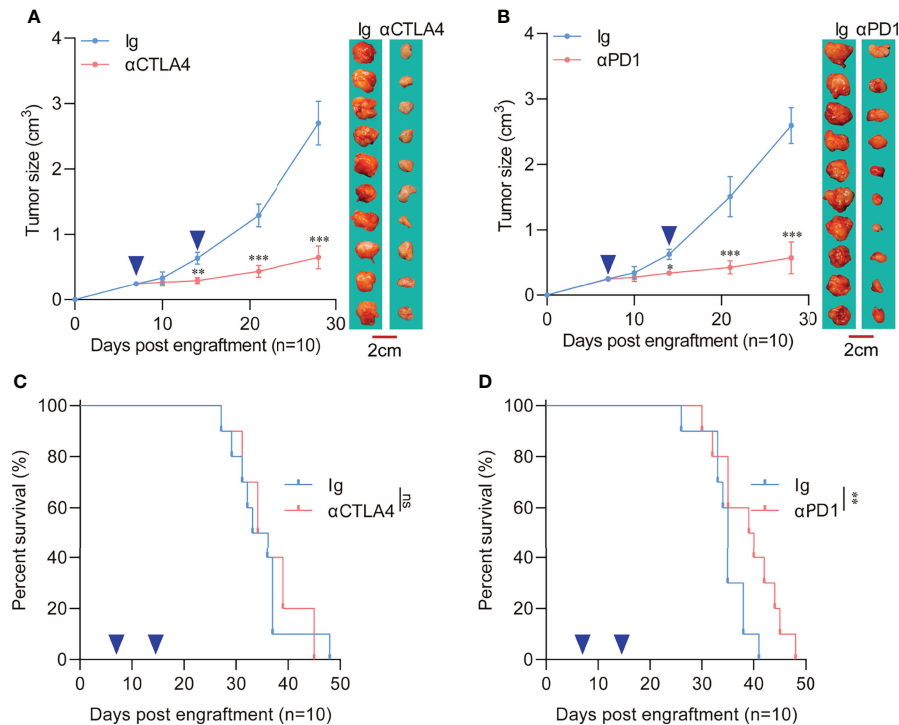 A
Ig
αCTLA4
Ig αCTLA4
Tumor size (cm3)
4
3
2
1
0
** *** ***
0 10 20 30
Days post engraftment (n=10)
2cm
B
Ig
αPD1
Ig αPD1
Tumor size (cm3)
4
3
2
1
0
* *** ***
0 10 20 30
Days post engraftment (n=10)
2cm
C
Percent survival (%)
100
80
60
40
20
0
Ig
αCTLA4
ns
0 10 20 30 40 50
Days post engraftment (n=10)
D
Percent survival (%)
100
80
60
40
20
0
Ig
αPD1
**
0 10 20 30 40 50
Days post engraftment (n=10)